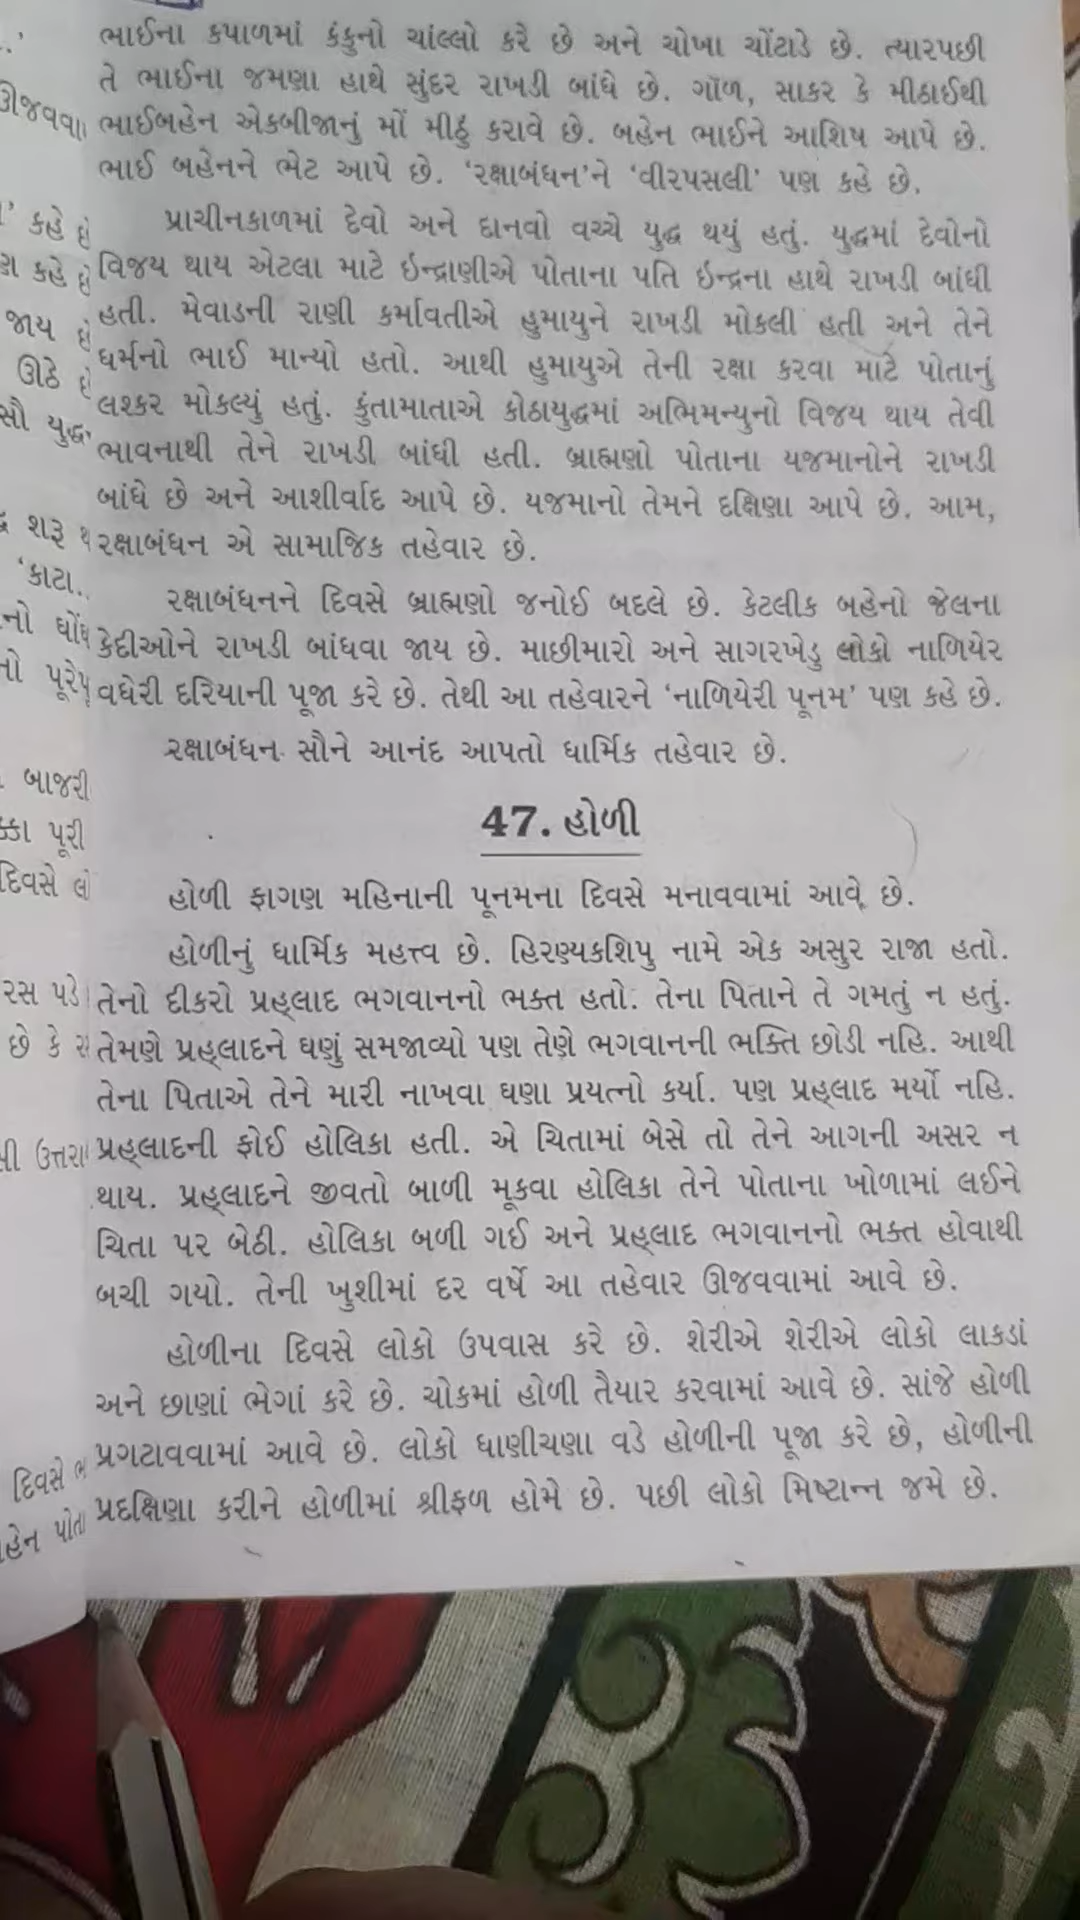 ભાઈના કપાળમાં કંકુનો ચાંલ્લો કરે છે અને ચોખા ચોંટાડે છે. ત્યારપછી
તે ભાઈના જમણા હાથે સુંદર રાખડી બાંધે છે. ગૉળ, સાકર કે મીઠાઈથી
ઊજવવા
ભાઈબહેન એકબીજાનું મોં મીઠું કરાવે છે. બહેન ભાઈને આશિષ આપે છે.
ભાઈ બહેનને ભેટ આપે છે. ‘રક્ષાબંધન’ને ‘વીરપસલી’ પણ કહે છે.
પ્રાચીનકાળમાં દેવો અને દાનવો વચ્ચે યુદ્ધ થયું હતું. યુદ્ધમાં દેવોનો
કહે છે
વિજય થાય એટલા માટે ઇન્દ્રાણીએ પોતાના પતિ ઇન્દ્રના હાથે રાખડી બાંધી
કહે છે
હતી. મેવાડની રાણી કર્માવતીએ હુમાયુને રાખડી મોકલી હતી અને તેને
જાય છે
ધર્મનો ભાઈ માન્યો હતો. આથી હુમાયુએ તેની રક્ષા કરવા માટે પોતાનું
ઊઠે છે
લશ્કર મોકલ્યું હતું. કુંતામાતાએ કોઠાયુદ્ધમાં અભિમન્યુનો વિજય થાય તેવી
સૌ યુદ્ધ
ભાવનાથી તેને રાખડી બાંધી હતી. બ્રાહ્મણો પોતાના યજમાનોને રાખડી
બાંધે છે અને આશીર્વાદ આપે છે. યજમાનો તેમને દક્ષિણા આપે છે. આમ,
શરૂ
રક્ષાબંધન એ સામાજિક તહેવાર છે.
‘કાટા..
રક્ષાબંધનને દિવસે બ્રાહ્મણો જનોઈ બદલે છે. કેટલીક બહેનો જેલના
કેદીઓને રાખડી બાંધવા જાય છે. માછીમારો અને સાગરખેડુ લોકો નાળિયેર
વધેરી દરિયાની પૂજા કરે છે. તેથી આ તહેવારને ‘નાળિયેરી પૂનમ’ પણ કહે છે.
રક્ષાબંધન સૌને આનંદ આપતો ધાર્મિક તહેવાર છે.
બાજરી
47. હોળી
પૂરી
દિવસે
હોળી ફાગણ મહિનાની પૂનમના દિવસે મનાવવામાં આવે છે.
હોળીનું ધાર્મિક મહત્ત્વ છે. હિરણ્યકશિપુ નામે એક અસુર રાજા હતો.
રસ પડે
તેનો દીકરો પ્રહ્‌લાદ ભગવાનનો ભક્ત હતો. તેના પિતાને તે ગમતું ન હતું.
છે કે
તેમણે પ્રહ્‌લાદને ઘણું સમજાવ્યો પણ તેણે ભગવાનની ભક્તિ છોડી નહિ. આથી
તેના પિતાએ તેને મારી નાખવા ઘણા પ્રયત્નો કર્યા. પણ પ્રહ્‌લાદ મર્યો નહિ.
પ્રહ્‌લાદની ફોઈ હોલિકા હતી. એ ચિતામાં બેસે તો તેને આગની અસર ન
થાય. પ્રહ્‌લાદને જીવતો બાળી મૂકવા હોલિકા તેને પોતાના ખોળામાં લઈને
ચિતા પર બેઠી. હોલિકા બળી ગઈ અને પ્રહ્‌લાદ ભગવાનનો ભક્ત હોવાથી
બચી ગયો. તેની ખુશીમાં દર વર્ષે આ તહેવાર ઊજવવામાં આવે છે.
હોળીના દિવસે લોકો ઉપવાસ કરે છે. શેરીએ શેરીએ લોકો લાકડાં
અને છાણાં ભેગાં કરે છે. ચોકમાં હોળી તૈયાર કરવામાં આવે છે. સાંજે હોળી
પ્રગટાવવામાં આવે છે. લોકો ધાણીચણા વડે હોળીની પૂજા કરે છે, હોળીની
દિવસે
પ્રદક્ષિણા કરીને હોળીમાં શ્રીફળ હોમે છે. પછી લોકો મિષ્ટાન્ન જમે છે.